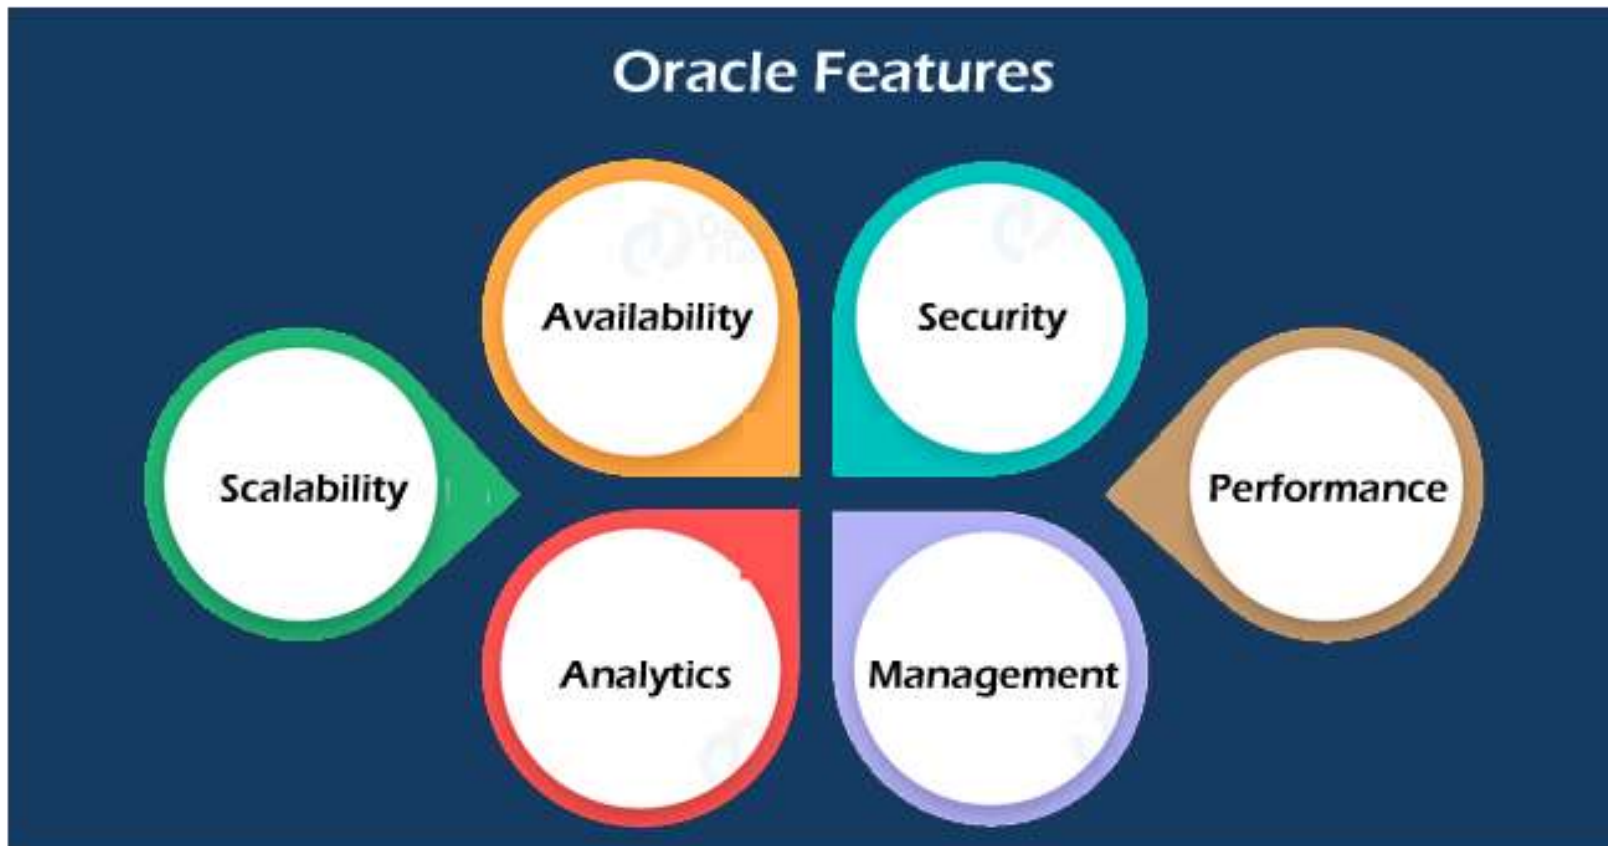 Oracle Features
Availability
Security
Scalability
Performance
Analytics
Management